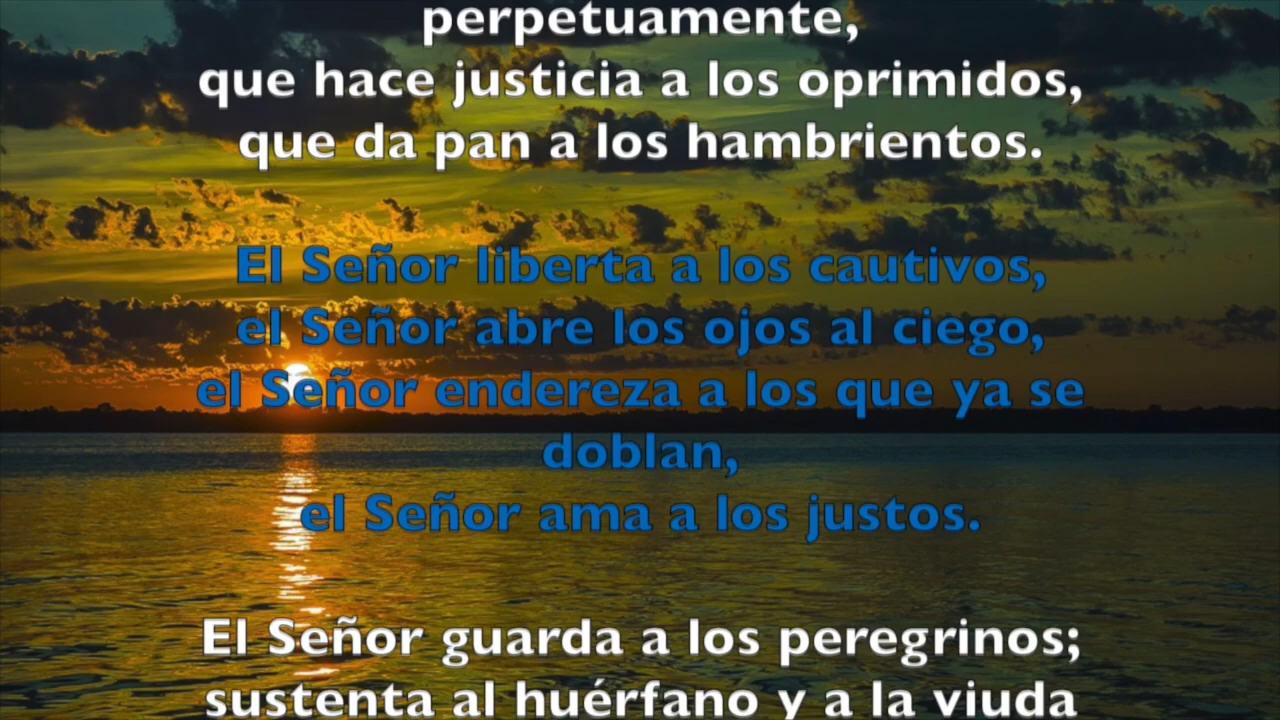 perpetuamente,
que hace justicia a los oprimidos,
que da pan a los hambrientos.
El Señor liberta a los cautivos,
el Señor abre los ojos al ciego,
el Señor endereza a los que ya se
doblan,
el Señor ama a los justos.
El Señor guarda a los peregrinos;
sustenta al huérfano y a la viuda